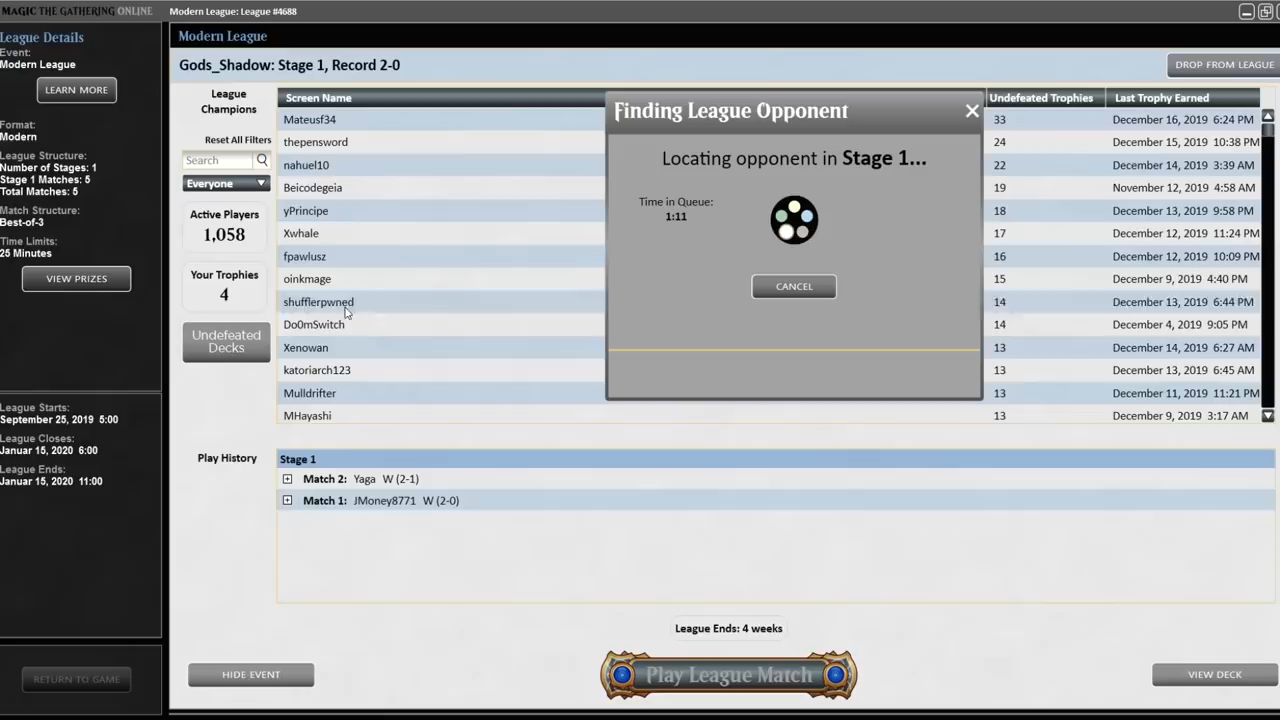 MAGIC THE GATHERING ONLINE
Modern League: League #4688
League Details
Event:
Modern League
LEARN MORE
Format:
Modern
League Structure:
Number of Stages: 1
Stage 1 Matches: 5
Total Matches: 5
Match Structure:
Best-of-3
Time Limits:
25 Minutes
VIEW PRIZES
League Starts:
September 25, 2019 5:00
League Closes:
Januar 15, 2020 6:00
League Ends:
Januar 15, 2020 11:00
RETURN TO GAME
Modern League
Gods_Shadow: Stage 1, Record 2-0
DROP FROM LEAGUE
League
Champions
Reset All Filters
Search
Everyone
Active Players
1,058
Your Trophies
4
Undefeated
Decks
Screen Name Undefeated Trophies Last Trophy Earned
Mateusf34 33 December 16, 2019 6:24 PM
thepensword 24 December 15, 2019 10:38 PM
nahuel10 22 December 14, 2019 3:39 AM
Beicodegeia 19 November 12, 2019 4:58 AM
yPrincipe 18 December 13, 2019 9:58 PM
Xwhale 17 December 12, 2019 11:24 PM
fpawlusz 16 December 12, 2019 10:09 PM
oinkmage 15 December 9, 2019 4:40 PM
shufflerpwned 14 December 13, 2019 6:44 PM
Do0mSwitch 14 December 4, 2019 9:05 PM
Xenowan 13 December 14, 2019 6:27 AM
katoriarch123 13 December 13, 2019 6:45 AM
Mulldrifter 13 December 11, 2019 11:21 PM
MHayashi 13 December 9, 2019 3:17 AM
Finding League Opponent
Locating opponent in Stage 1...
Time in Queue:
1:11
CANCEL
Play History
Stage 1
Match 2: Yaga W (2-1)
Match 1: JMoney8771 W (2-0)
League Ends: 4 weeks
HIDE EVENT
Play League Match
VIEW DECK